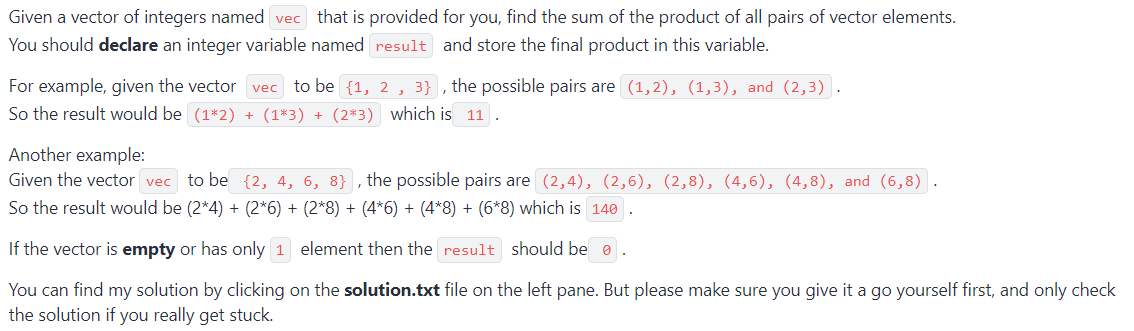 Given a vector of integers named vec that is provided for you, find the sum of the product of all pairs of vector elements.
You should declare an integer variable named result and store the final product in this variable.
For example, given the vector vec to be {1, 2 , 3} , the possible pairs are (1,2), (1,3), and (2,3) .
So the result would be (1*2) + (1*3) + (2*3) which is 11 .
Another example:
Given the vector vec to be {2, 4, 6, 8} , the possible pairs are (2,4), (2,6), (2,8), (4,6), (4,8), and (6,8) .
So the result would be (2*4) + (2*6) + (2*8) + (4*6) + (4*8) + (6*8) which is 140 .
If the vector is empty or has only 1 element then the result should be 0 .
You can find my solution by clicking on the solution.txt file on the left pane. But please make sure you give it a go yourself first, and only check
the solution if you really get stuck.